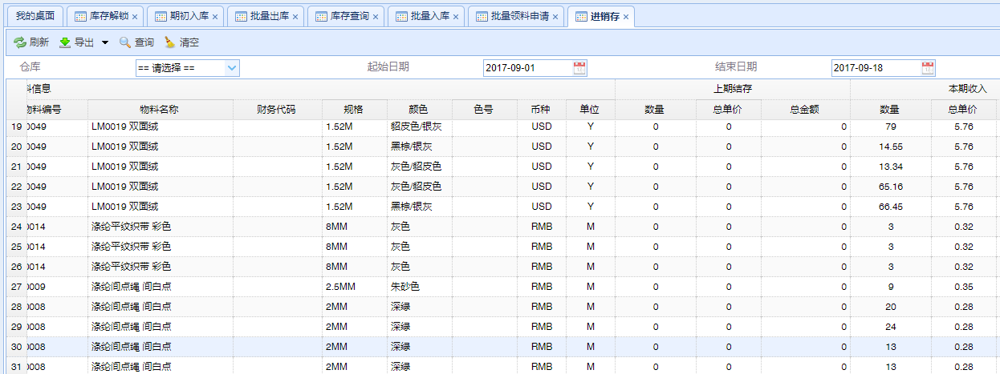 我的桌面 库存解锁 × 期初入库 × 批量出库 × 库存查询 × 批量入库 × 批量领料申请 × 进销存 ×
刷新 导出 查询 清空
仓库 == 请选择 == 起始日期 2017-09-01 结束日期 2017-09-18
料信息 上期结存 本期收入
物料编号 物料名称 财务代码 规格 颜色 色号 币种 单位 数量 总单价 总金额 数量 总单价
19 0049 LM0019 双面绒 1.52M 貂皮色/银灰 USD Y 0 0 0 79 5.76
20 0049 LM0019 双面绒 1.52M 黑棕/银灰 USD Y 0 0 0 14.55 5.76
21 0049 LM0019 双面绒 1.52M 灰色/貂皮色 USD Y 0 0 0 13.34 5.76
22 0049 LM0019 双面绒 1.52M 灰色/貂皮色 USD Y 0 0 0 65.16 5.76
23 0049 LM0019 双面绒 1.52M 黑棕/银灰 USD Y 0 0 0 66.45 5.76
24 0014 涤纶平纹织带 彩色 8MM 灰色 RMB M 0 0 0 3 0.32
25 0014 涤纶平纹织带 彩色 8MM 灰色 RMB M 0 0 0 3 0.32
26 0014 涤纶平纹织带 彩色 8MM 灰色 RMB M 0 0 0 3 0.32
27 0009 涤纶间点绳 间白点 2.5MM 朱砂色 RMB M 0 0 0 9 0.35
28 0008 涤纶间点绳 间白点 2MM 深绿 RMB M 0 0 0 20 0.28
29 0008 涤纶间点绳 间白点 2MM 深绿 RMB M 0 0 0 24 0.28
30 0008 涤纶间点绳 间白点 2MM 深绿 RMB M 0 0 0 13 0.28
31 0008 涤纶间点绳 间白点 2MM 深绿 RMB M 0 0 0 13 0.28